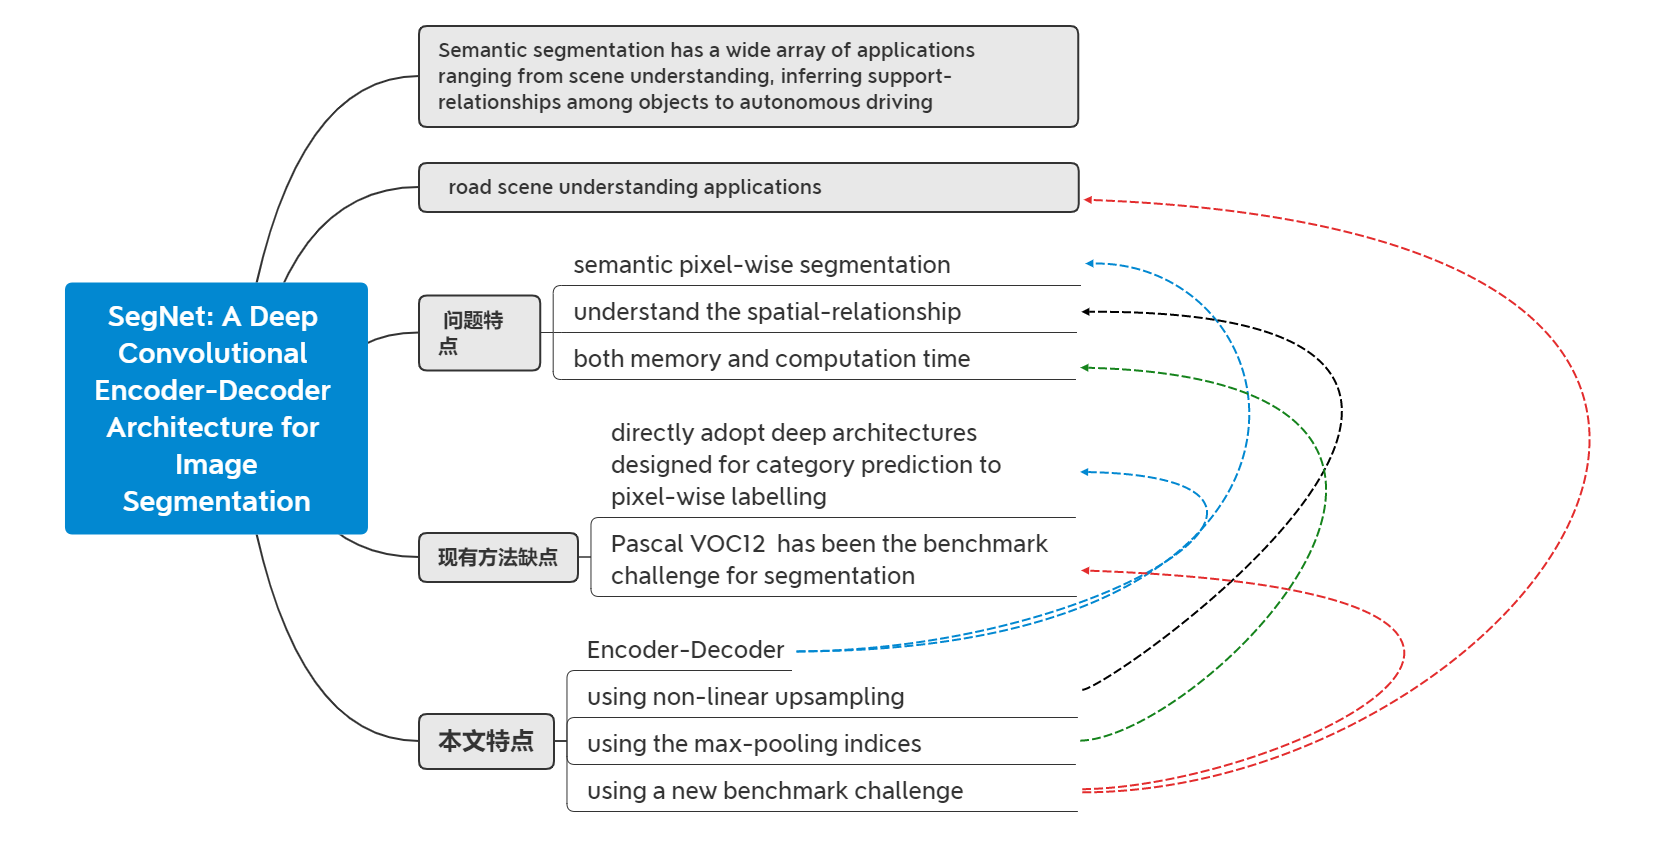 Semantic segmentation has a wide array of applications
ranging from scene understanding, inferring support-
relationships among objects to autonomous driving
road scene understanding applications
SegNet: A Deep
Convolutional
Encoder-Decoder
Architecture for
Image
Segmentation
问题特
点
semantic pixel-wise segmentation
understand the spatial-relationship
both memory and computation time
现有方法缺点
directly adopt deep architectures
designed for category prediction to
pixel-wise labelling
Pascal VOC12 has been the benchmark
challenge for segmentation
本文特点
Encoder-Decoder
using non-linear upsampling
using the max-pooling indices
using a new benchmark challenge